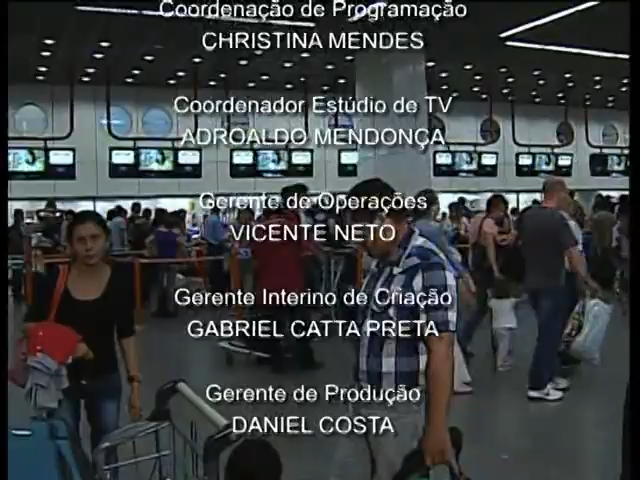 Coordenação de Programação
CHRISTINA MENDES
Coordenador Estúdio de TV
ADROALDO MENDONÇA
Gerente de Operações
VICENTE NETO
Gerente Interino de Criação
GABRIEL CATTA PRETA
Gerente de Produção
DANIEL COSTA